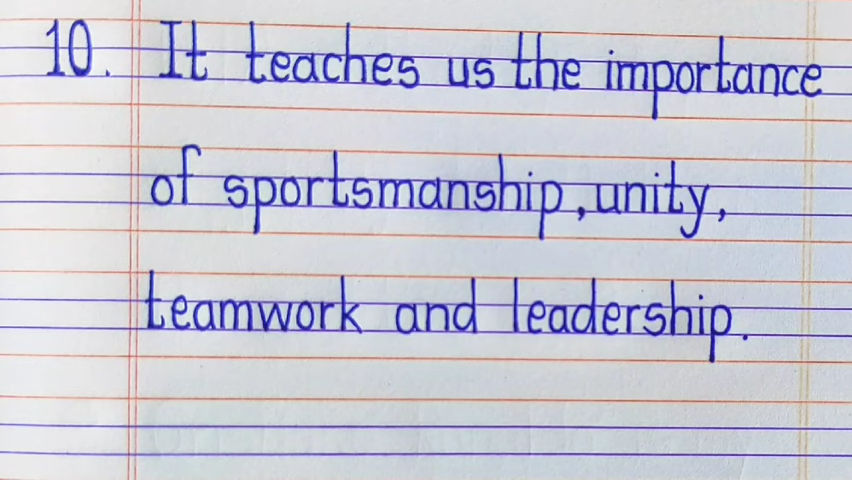 10. It teaches us the importance
of sportsmanship, unity,
teamwork and leadership.